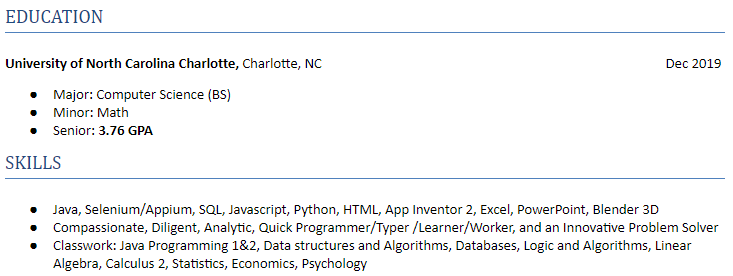 EDUCATION
University of North Carolina Charlotte, Charlotte, NC Dec 2019
● Major: Computer Science (BS)
● Minor: Math
● Senior: 3.76 GPA
SKILLS
● Java, Selenium/Appium, SQL, Javascript, Python, HTML, App Inventor 2, Excel, PowerPoint, Blender 3D
● Compassionate, Diligent, Analytic, Quick Programmer/Typer /Learner/Worker, and an Innovative Problem Solver
● Classwork: Java Programming 1&2, Data structures and Algorithms, Databases, Logic and Algorithms, Linear
Algebra, Calculus 2, Statistics, Economics, Psychology